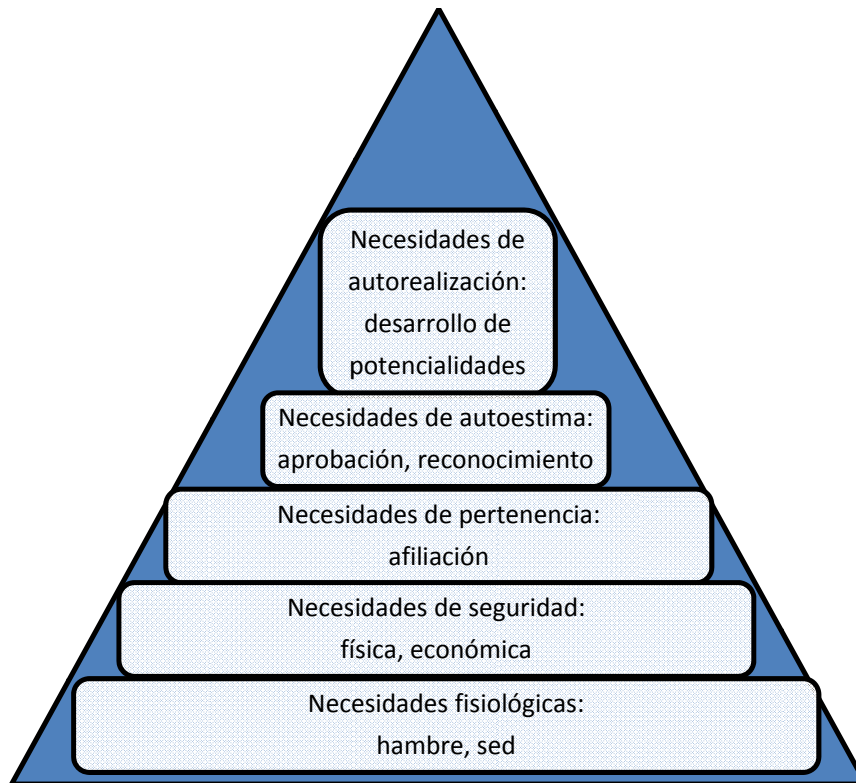 Necesidades de
autorealización:
desarrollo de
potencialidades
Necesidades de autoestima:
aprobación, reconocimiento
Necesidades de pertenencia:
afiliación
Necesidades de seguridad:
física, económica
Necesidades fisiológicas:
hambre, sed